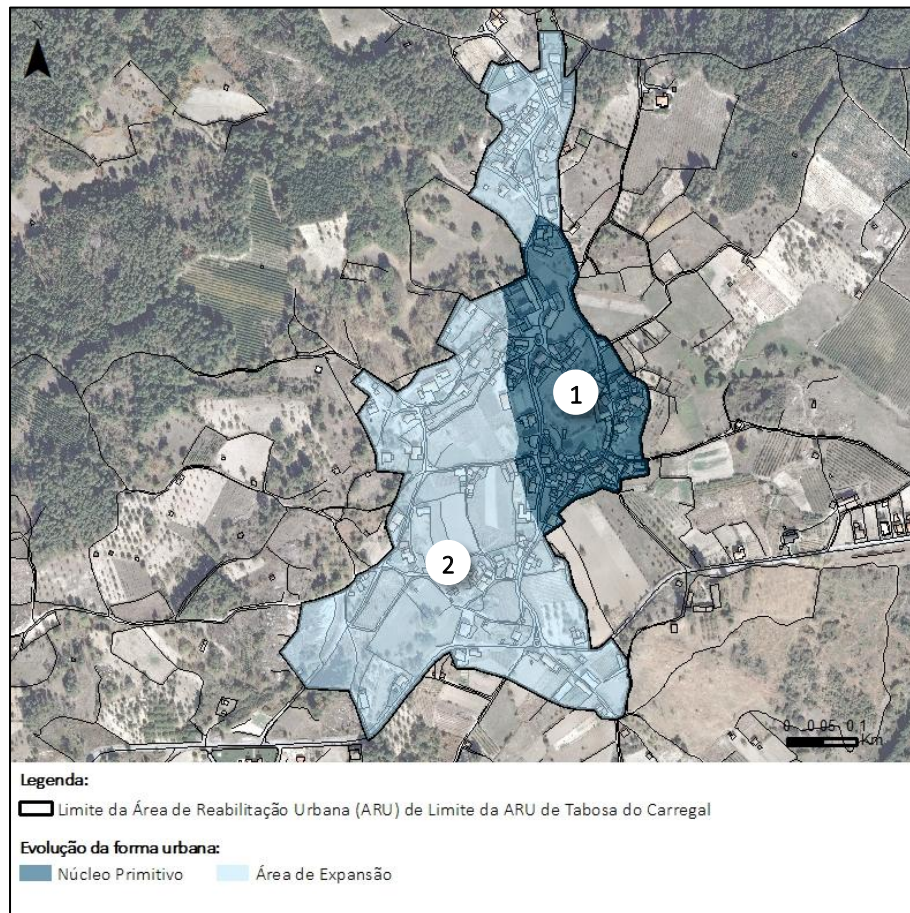 N
1
2
0 0.05 0.1
Km
Legenda:
Limite da Área de Reabilitação Urbana (ARU) de Limite da ARU de Tabosa do Carregal
Evolução da forma urbana:
Núcleo Primitivo Área de Expansão